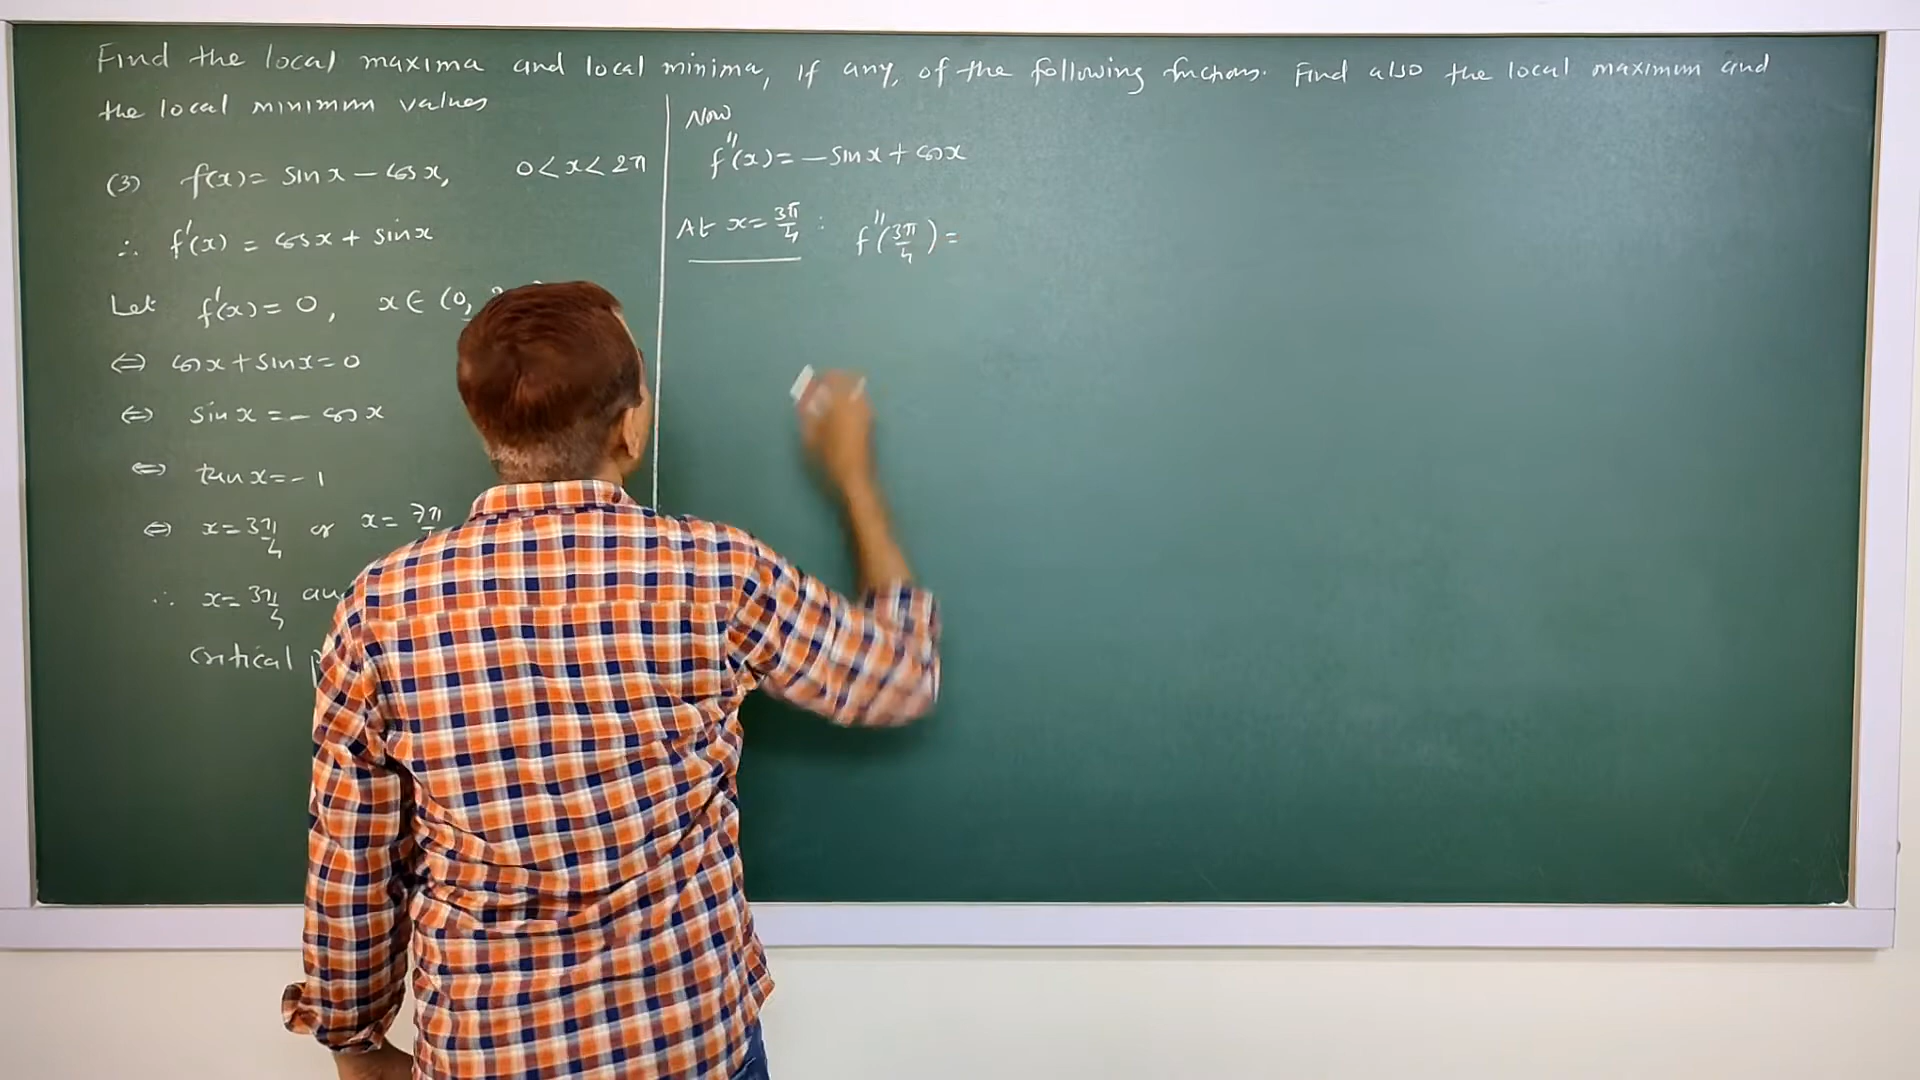 Find the local maxima and local minima, if any, of the following functions. Find also the local maximum and
the local minimum values
(3) f(x) = sin x − cos x, 0 < x < 2π
∴ f'(x) = cos x + sin x
Let f'(x) = 0, x ∈ (0,
⇔ cos x + sin x = 0
⇔ sin x = − cos x
⇔ tan x = − 1
⇔ x = 3π/4 or x = 7π
∴ x = 3π/4
critical
Now
f''(x) = − sin x + cos x
At x = 3π/4 : f''(3π/4) =